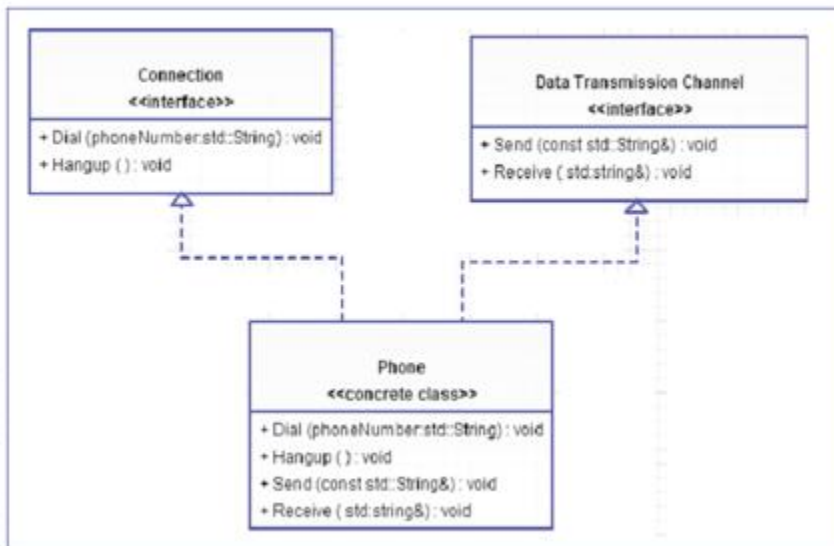 Connection
<<interface>>
+ Dial (phoneNumber:std::String) : void
+ Hangup ( ) : void
Data Transmission Channel
<<interface>>
+ Send (const std::String&) : void
+ Receive ( std:string&) : void
Phone
<<concrete class>>
+ Dial (phoneNumber:std::String) : void
+ Hangup ( ) : void
+ Send (const std::String&) : void
+ Receive ( std:string&) : void